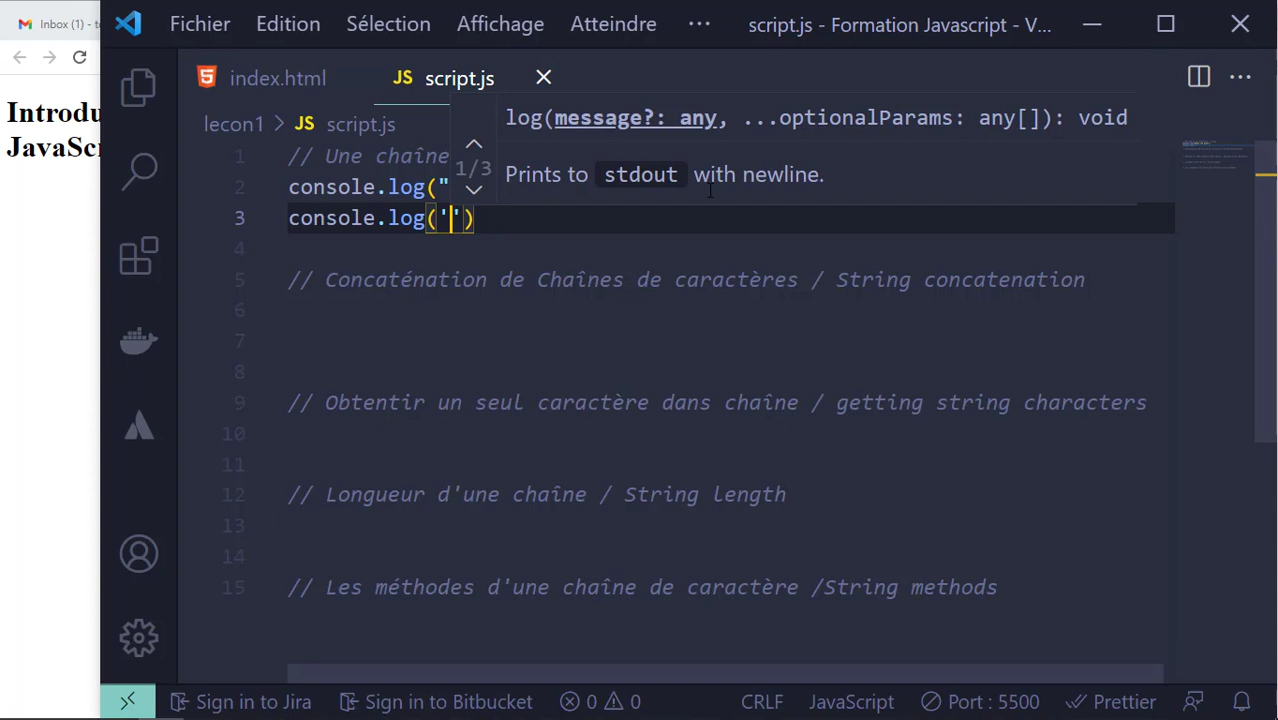 Inbox (1) - t
Fichier Edition Sélection Affichage Atteindre ··· script.js - Formation Javascript - V...
index.html JS script.js
Introdu
JavaSc
lecon1 > JS script.js
log(message?: any, ...optionalParams: any[]): void
1/3
Prints to stdout with newline.
1 // Une chaîne
2 console.log("
3 console.log('')
4
5 // Concaténation de Chaînes de caractères / String concatenation
6
7
8
9 // Obtentir un seul caractère dans chaîne / getting string characters
10
11
12 // Longueur d'une chaîne / String length
13
14
15 // Les méthodes d'une chaîne de caractère /String methods
Sign in to Jira Sign in to Bitbucket 0 0 CRLF JavaScript Port : 5500 Prettier